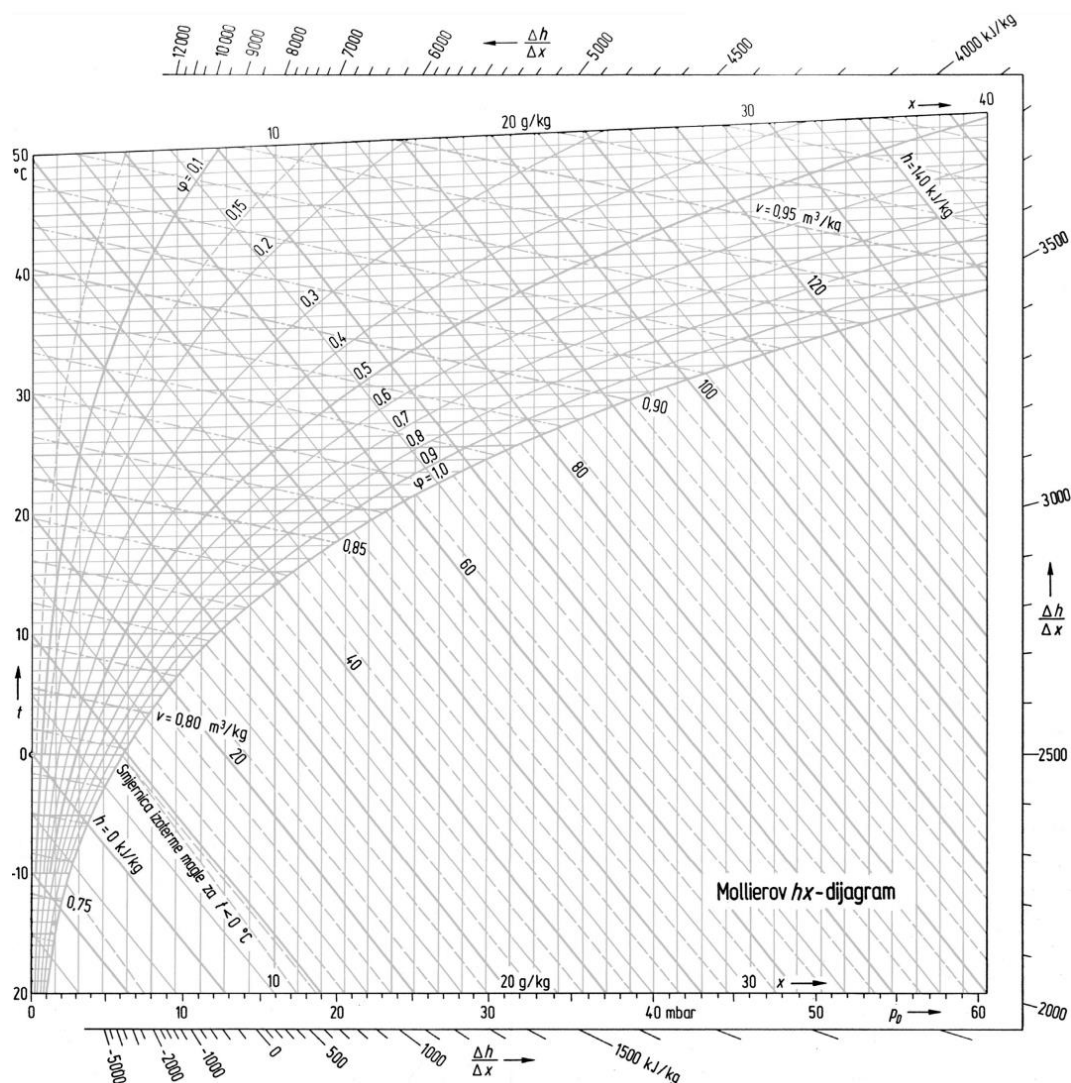 12000 10000 9000 8000 7000 6000 ← Δh/Δx 5000 4500 4000 kJ/kg
10 20 g/kg 30 x → 40
50
°C
φ = 0,1
0,15
0,2
0,3
0,4
0,5
0,6
0,7
0,8
0,9
φ = 1,0
v = 0,95 m³/kg
h = 140 kJ/kg
120
100
0,90
80
0,85
60
40
v = 0,80 m³/kg
20
Smjernica izoterme magle za t < 0 °C
h = 0 kJ/kg
0,75
40
30
20
10
t
0
-10
20
3500
3000
Δh/Δx
2500
2000
Mollierov hx-dijagram
10 20 g/kg 30 x →
0 10 20 30 40 mbar 50 p_D → 60
-5000 -2000 -1000 0 500 1000 Δh/Δx → 1500 kJ/kg